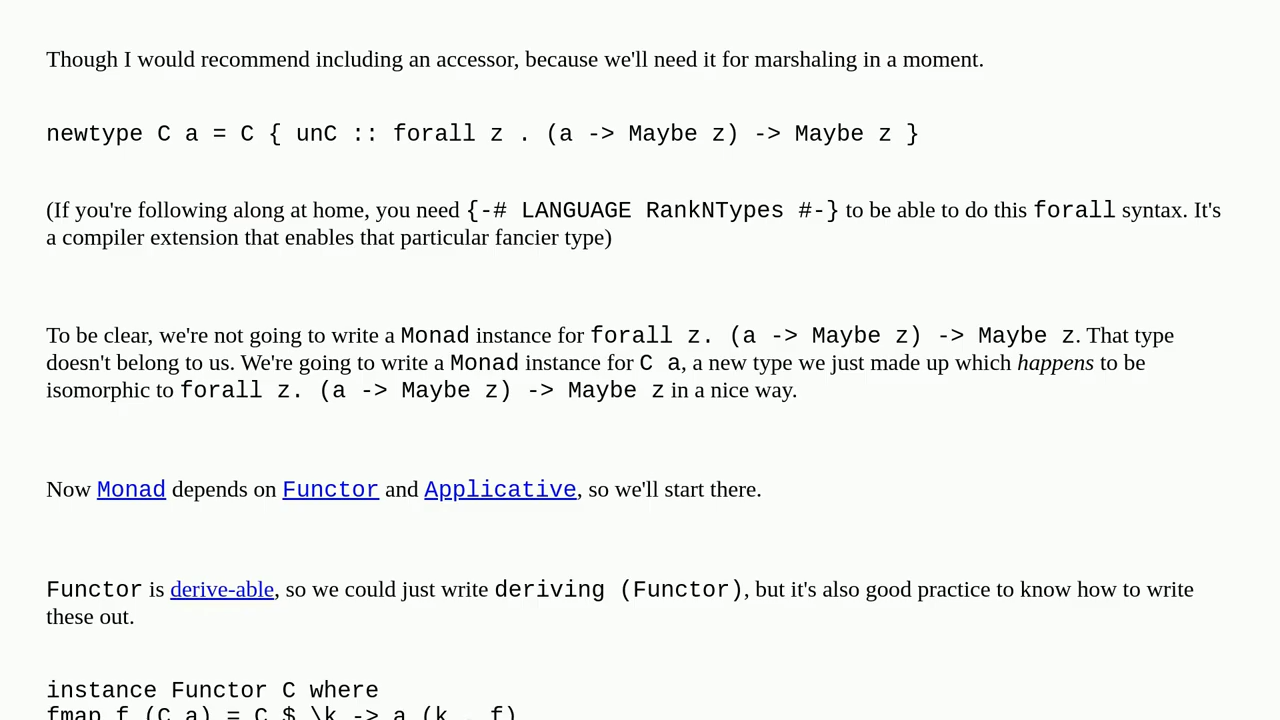 Though I would recommend including an accessor, because we'll need it for marshaling in a moment.
newtype C a = C { unC :: forall z . (a -> Maybe z) -> Maybe z }
(If you're following along at home, you need {-# LANGUAGE RankNTypes #-} to be able to do this forall syntax. It's
a compiler extension that enables that particular fancier type)
To be clear, we're not going to write a Monad instance for forall z. (a -> Maybe z) -> Maybe z. That type
doesn't belong to us. We're going to write a Monad instance for C a, a new type we just made up which happens to be
isomorphic to forall z. (a -> Maybe z) -> Maybe z in a nice way.
Now Monad depends on Functor and Applicative, so we'll start there.
Functor is derive-able, so we could just write deriving (Functor), but it's also good practice to know how to write
these out.
instance Functor C where
fmap f (C a) = C $ \k -> a (k . f)